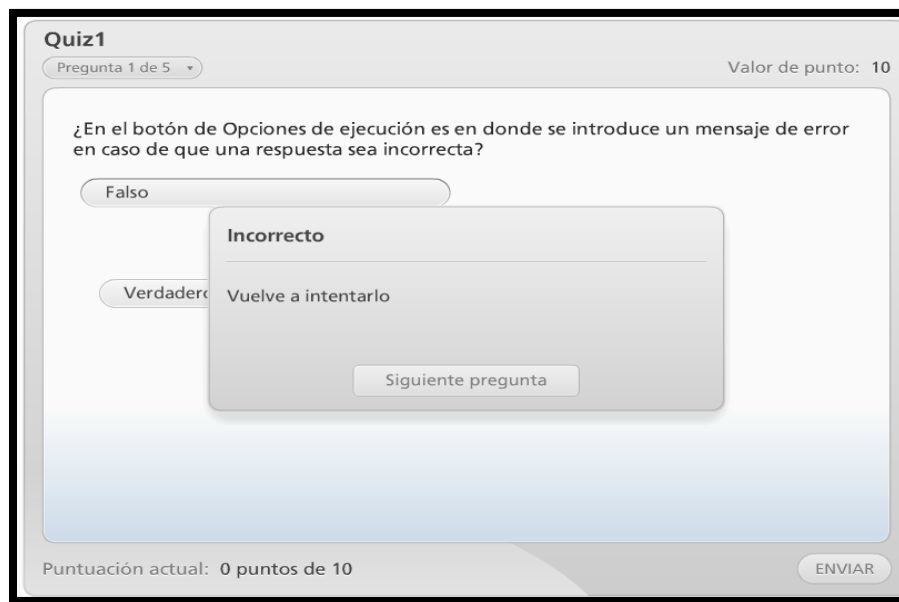 Quiz1
Pregunta 1 de 5
Valor de punto: 10
¿En el botón de Opciones de ejecución es en donde se introduce un mensaje de error
en caso de que una respuesta sea incorrecta?
Falso
Incorrecto
Verdadero
Vuelve a intentarlo
Siguiente pregunta
Puntuación actual: 0 puntos de 10
ENVIAR